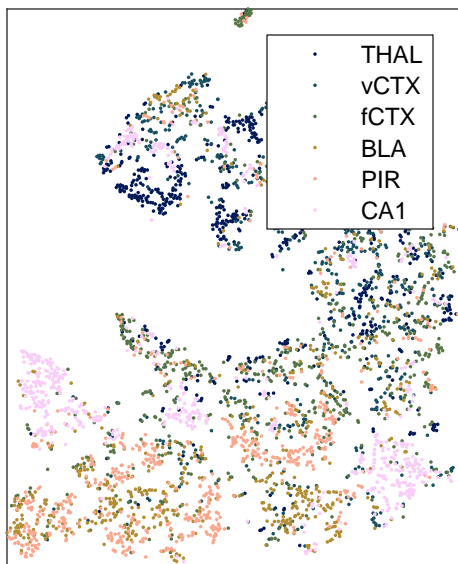 THAL
vCTX
fCTX
BLA
PIR
CA1